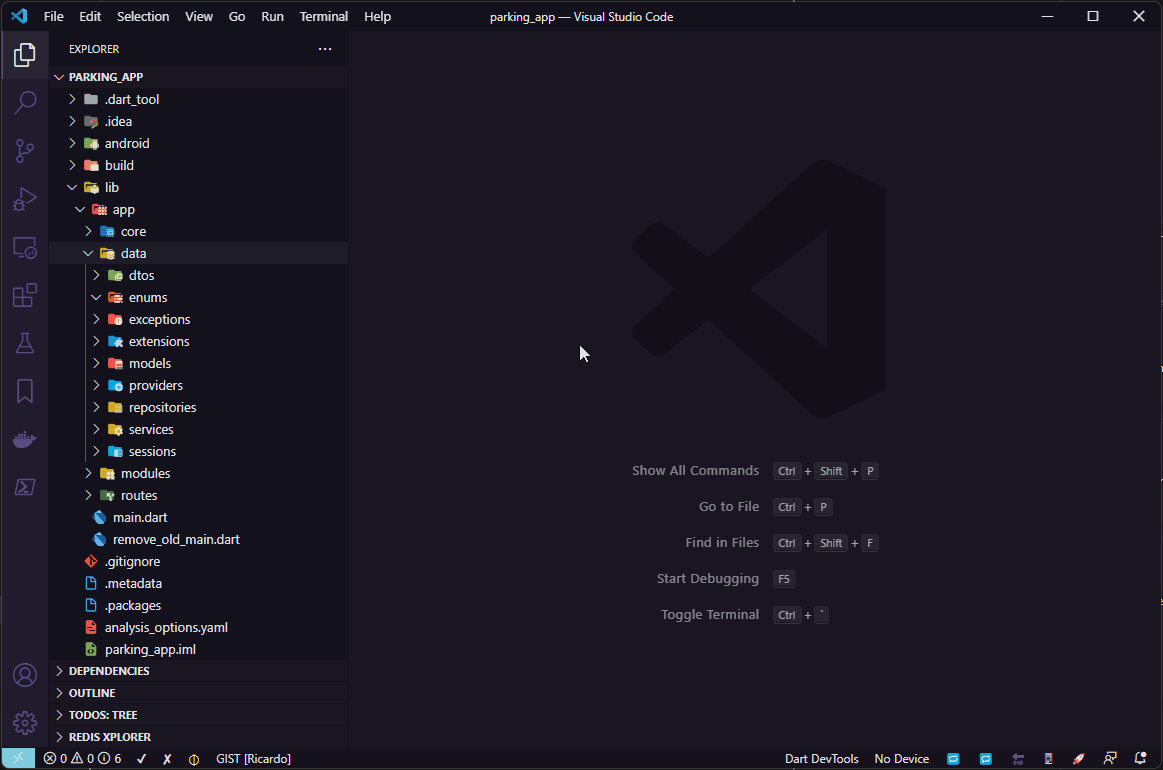 File Edit Selection View Go Run Terminal Help parking_app — Visual Studio Code
EXPLORER
PARKING_APP
.dart_tool
.idea
android
build
lib
app
core
data
dtos
enums
exceptions
extensions
models
providers
repositories
services
sessions
modules
routes
main.dart
remove_old_main.dart
.gitignore
.metadata
.packages
analysis_options.yaml
parking_app.iml
DEPENDENCIES
OUTLINE
TODOS: TREE
REDIS XPLORER
Show All Commands Ctrl + Shift + P
Go to File Ctrl + P
Find in Files Ctrl + Shift + F
Start Debugging F5
Toggle Terminal Ctrl + `
0 0 6 GIST [Ricardo] Dart DevTools No Device